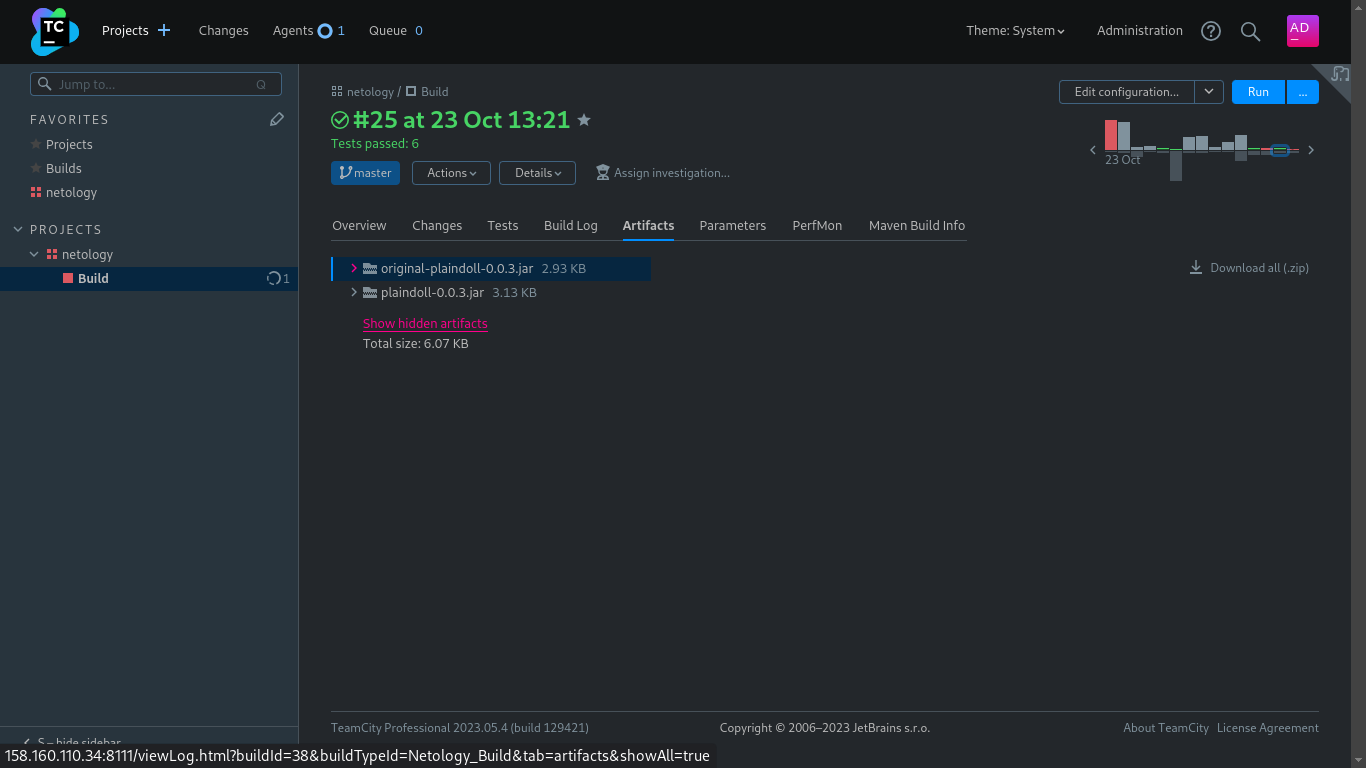 TC
Projects
Changes
Agents 1
Queue 0
Theme: System
Administration
AD
Jump to... Q
FAVORITES
Projects
Builds
netology
PROJECTS
netology
Build 1
netology / Build
Edit configuration...
Run
...
#25 at 23 Oct 13:21
Tests passed: 6
23 Oct
master
Actions
Details
Assign investigation...
Overview
Changes
Tests
Build Log
Artifacts
Parameters
PerfMon
Maven Build Info
original-plaindoll-0.0.3.jar 2.93 KB
Download all (.zip)
plaindoll-0.0.3.jar 3.13 KB
Show hidden artifacts
Total size: 6.07 KB
TeamCity Professional 2023.05.4 (build 129421)
Copyright © 2006–2023 JetBrains s.r.o.
About TeamCity
License Agreement
S – hide sidebar
158.160.110.34:8111/viewLog.html?buildId=38&buildTypeId=Netology_Build&tab=artifacts&showAll=true